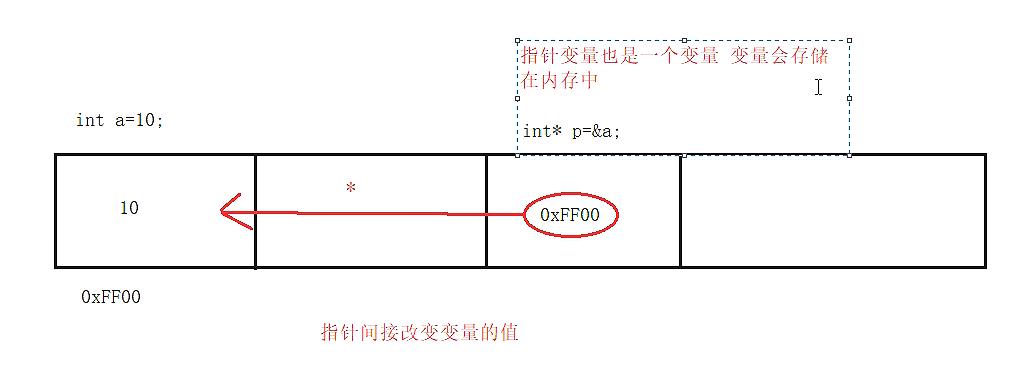 指针变量也是一个变量 变量会存储
在内存中
int a=10;
int* p=&a;
*
10
0xFF00
0xFF00
指针间接改变变量的值